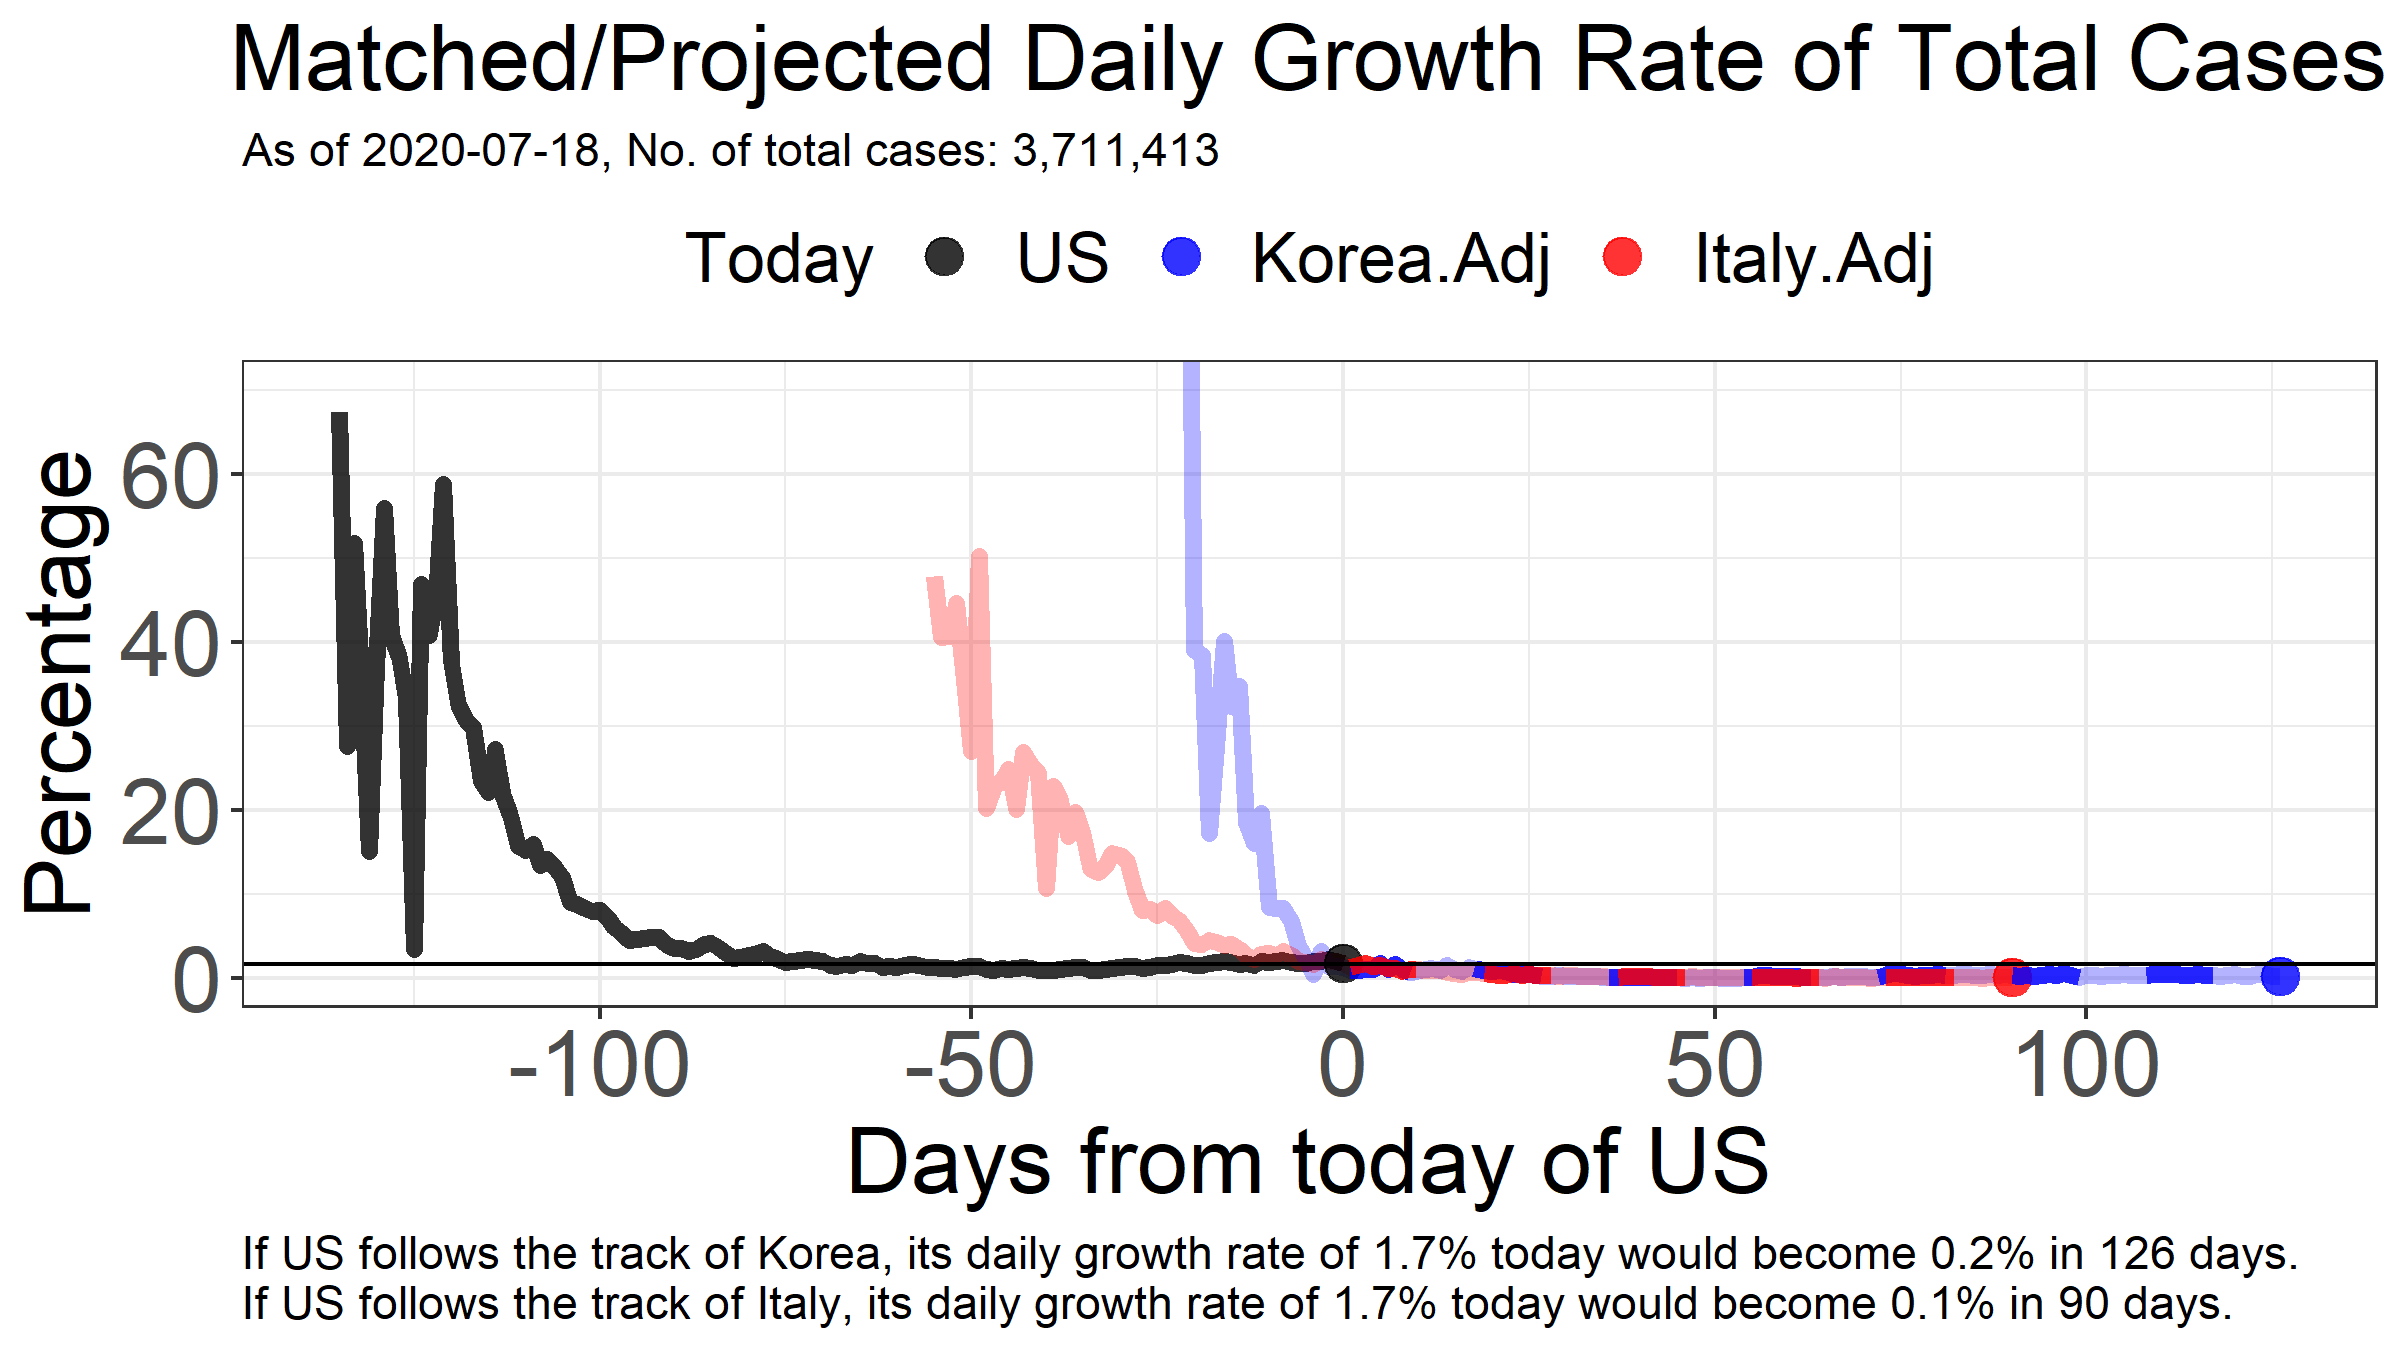 Matched/Projected Daily Growth Rate of Total Cases
As of 2020-07-18, No. of total cases: 3,711,413
Today US Korea.Adj Italy.Adj
Percentage
60
40
20
0
-100 -50 0 50 100
Days from today of US
If US follows the track of Korea, its daily growth rate of 1.7% today would become 0.2% in 126 days.
If US follows the track of Italy, its daily growth rate of 1.7% today would become 0.1% in 90 days.